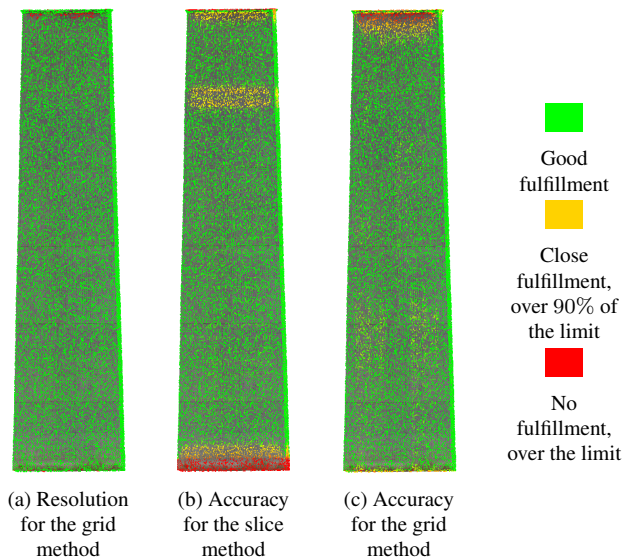 Good
fulfillment
Close
fulfillment,
over 90% of
the limit
No
fulfillment,
over the limit
(a) Resolution
for the grid
method
(b) Accuracy
for the slice
method
(c) Accuracy
for the grid
method